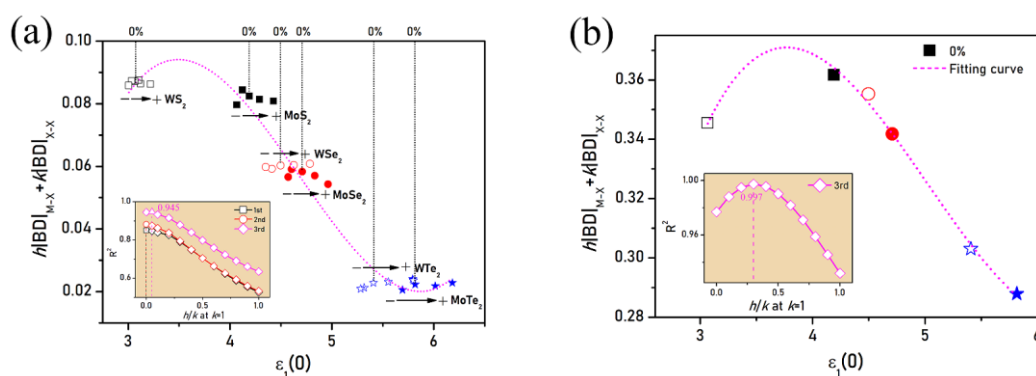 (a)
0% 0% 0% 0% 0% 0%
0.10
0.08
0.06
0.04
0.02
h|BD|M-X + k|BD|X-X
WS2
MoS2
WSe2
MoSe2
WTe2
MoTe2
0.945
1st
2nd
3rd
R2
1.0
0.8
0.6
0.0 0.5 1.0
h/k at k=1
3 4 5 6
ε1(0)
(b)
0%
Fitting curve
0.36
0.34
0.32
0.30
0.28
h|BD|M-X + k|BD|X-X
3rd
0.997
R2
1.00
0.96
0.0 0.5 1.0
h/k at k=1
3 4 5 6
ε1(0)